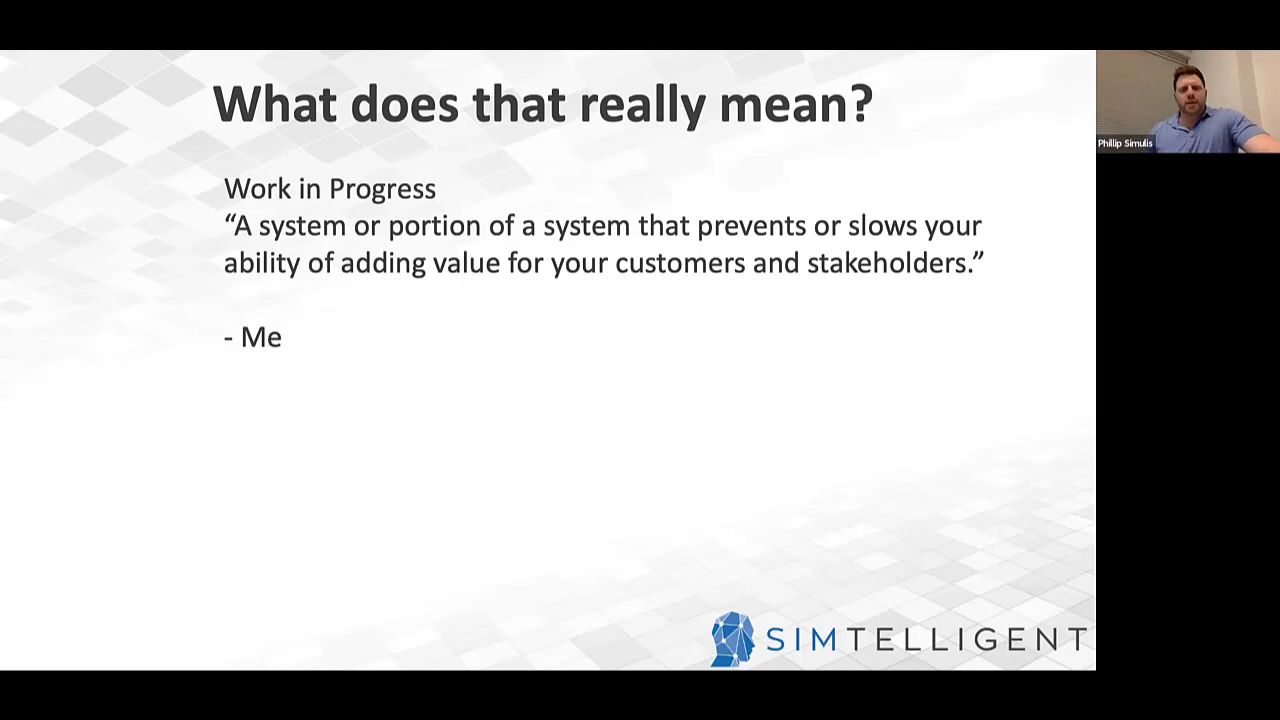 What does that really mean?
Work in Progress
“A system or portion of a system that prevents or slows your
ability of adding value for your customers and stakeholders.”
- Me
SIMTELLIGENT
Phillip Simulis